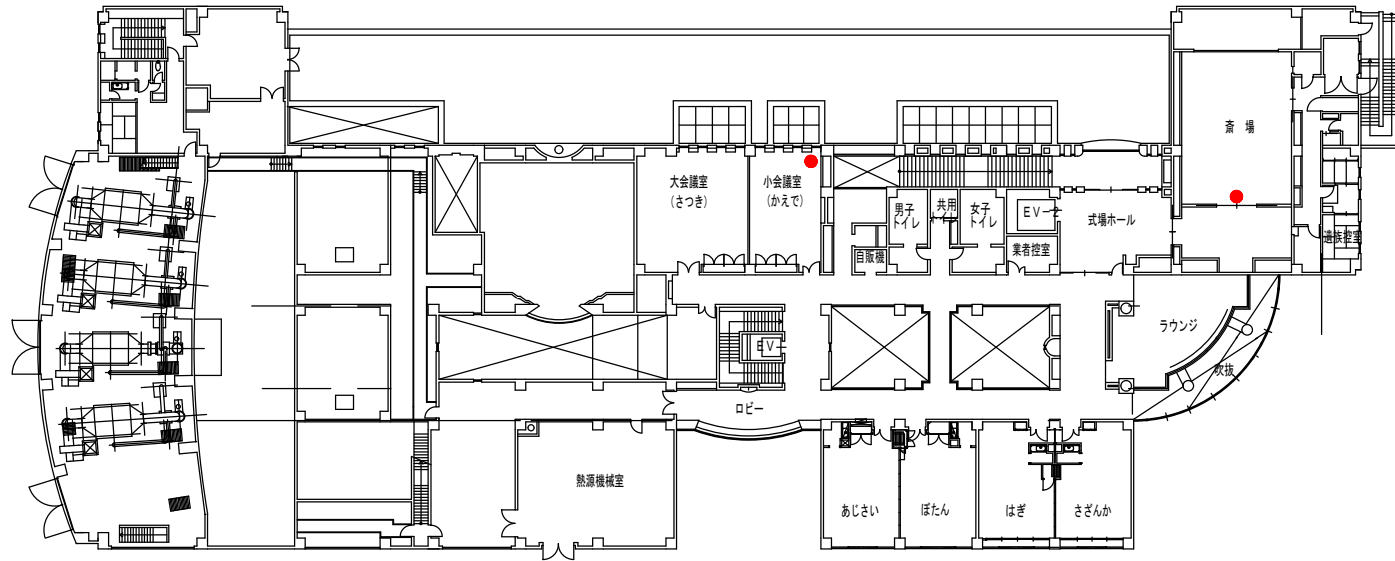 斎　場
大会議室
(さつき)
小会議室
(かえで)
男子
トイレ
共用
トイレ
女子
トイレ
EV-2
式場ホール
業者控室
自販機
遺族控室
ラウンジ
EV
吹抜
ロビー
熱源機械室
あじさい
ぼたん
はぎ
さざんか